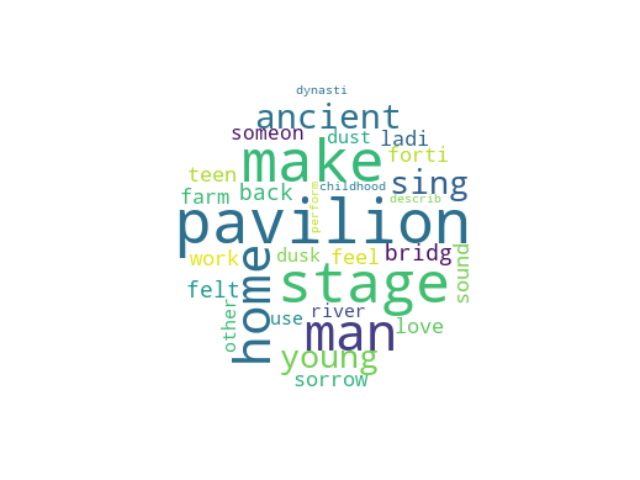 dynasti
ancient
someon dust ladi
make forti
teen childhood sing
farm back perform describ
pavilion
work dusk feel bridg
home stage sound
felt
other use river man love
young
sorrow